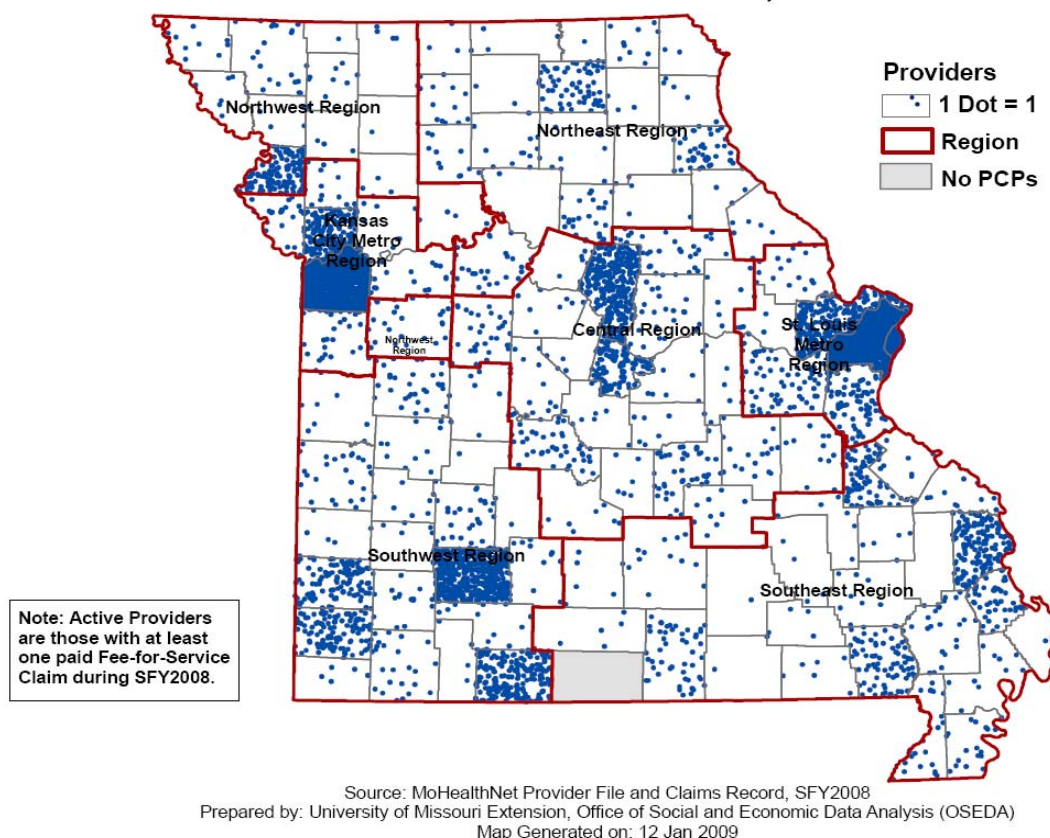 Providers
1 Dot = 1
Region
No PCPs
Northwest Region
Northeast Region
Kansas
City Metro
Region
Northwest
Region
Central Region
St. Louis
Metro
Region
Southwest Region
Southeast Region
Note: Active Providers
are those with at least
one paid Fee-for-Service
Claim during SFY2008.
Source: MoHealthNet Provider File and Claims Record, SFY2008
Prepared by: University of Missouri Extension, Office of Social and Economic Data Analysis (OSEDA)
Map Generated on: 12 Jan 2009